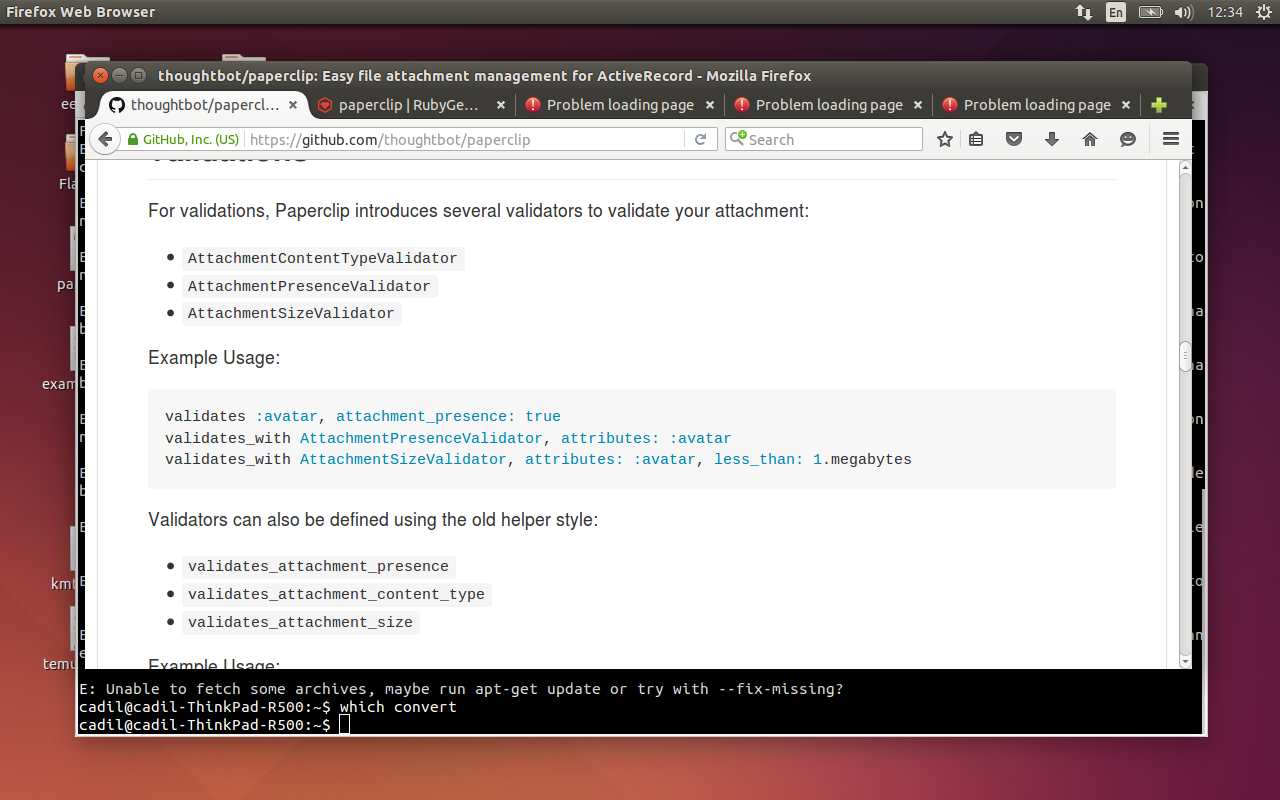 Firefox Web Browser
En
12:34
thoughtbot/paperclip: Easy file attachment management for ActiveRecord - Mozilla Firefox
thoughtbot/papercl...
paperclip | RubyGe...
Problem loading page
Problem loading page
Problem loading page
GitHub, Inc. (US)
https://github.com/thoughtbot/paperclip
Search
For validations, Paperclip introduces several validators to validate your attachment:
AttachmentContentTypeValidator
AttachmentPresenceValidator
AttachmentSizeValidator
Example Usage:
validates :avatar, attachment_presence: true
validates_with AttachmentPresenceValidator, attributes: :avatar
validates_with AttachmentSizeValidator, attributes: :avatar, less_than: 1.megabytes
Validators can also be defined using the old helper style:
validates_attachment_presence
validates_attachment_content_type
validates_attachment_size
Example Usage:
E: Unable to fetch some archives, maybe run apt-get update or try with --fix-missing?
cadil@cadil-ThinkPad-R500:~$ which convert
cadil@cadil-ThinkPad-R500:~$